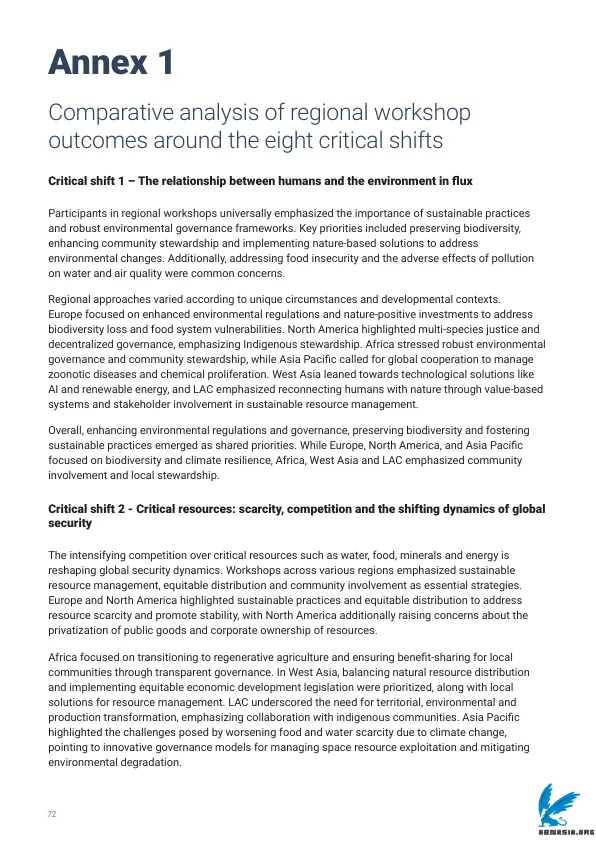 Annex 1
Comparative analysis of regional workshop
outcomes around the eight critical shifts
Critical shift 1 – The relationship between humans and the environment in flux
Participants in regional workshops universally emphasized the importance of sustainable practices
and robust environmental governance frameworks. Key priorities included preserving biodiversity,
enhancing community stewardship and implementing nature-based solutions to address
environmental changes. Additionally, addressing food insecurity and the adverse effects of pollution
on water and air quality were common concerns.
Regional approaches varied according to unique circumstances and developmental contexts.
Europe focused on enhanced environmental regulations and nature-positive investments to address
biodiversity loss and food system vulnerabilities. North America highlighted multi-species justice and
decentralized governance, emphasizing Indigenous stewardship. Africa stressed robust environmental
governance and community stewardship, while Asia Pacific called for global cooperation to manage
zoonotic diseases and chemical proliferation. West Asia leaned towards technological solutions like
AI and renewable energy, and LAC emphasized reconnecting humans with nature through value-based
systems and stakeholder involvement in sustainable resource management.
Overall, enhancing environmental regulations and governance, preserving biodiversity and fostering
sustainable practices emerged as shared priorities. While Europe, North America, and Asia Pacific
focused on biodiversity and climate resilience, Africa, West Asia and LAC emphasized community
involvement and local stewardship.
Critical shift 2 - Critical resources: scarcity, competition and the shifting dynamics of global
security
The intensifying competition over critical resources such as water, food, minerals and energy is
reshaping global security dynamics. Workshops across various regions emphasized sustainable
resource management, equitable distribution and community involvement as essential strategies.
Europe and North America highlighted sustainable practices and equitable distribution to address
resource scarcity and promote stability, with North America additionally raising concerns about the
privatization of public goods and corporate ownership of resources.
Africa focused on transitioning to regenerative agriculture and ensuring benefit-sharing for local
communities through transparent governance. In West Asia, balancing natural resource distribution
and implementing equitable economic development legislation were prioritized, along with local
solutions for resource management. LAC underscored the need for territorial, environmental and
production transformation, emphasizing collaboration with indigenous communities. Asia Pacific
highlighted the challenges posed by worsening food and water scarcity due to climate change,
pointing to innovative governance models for managing space resource exploitation and mitigating
environmental degradation.
72
ABNASIA.ORG